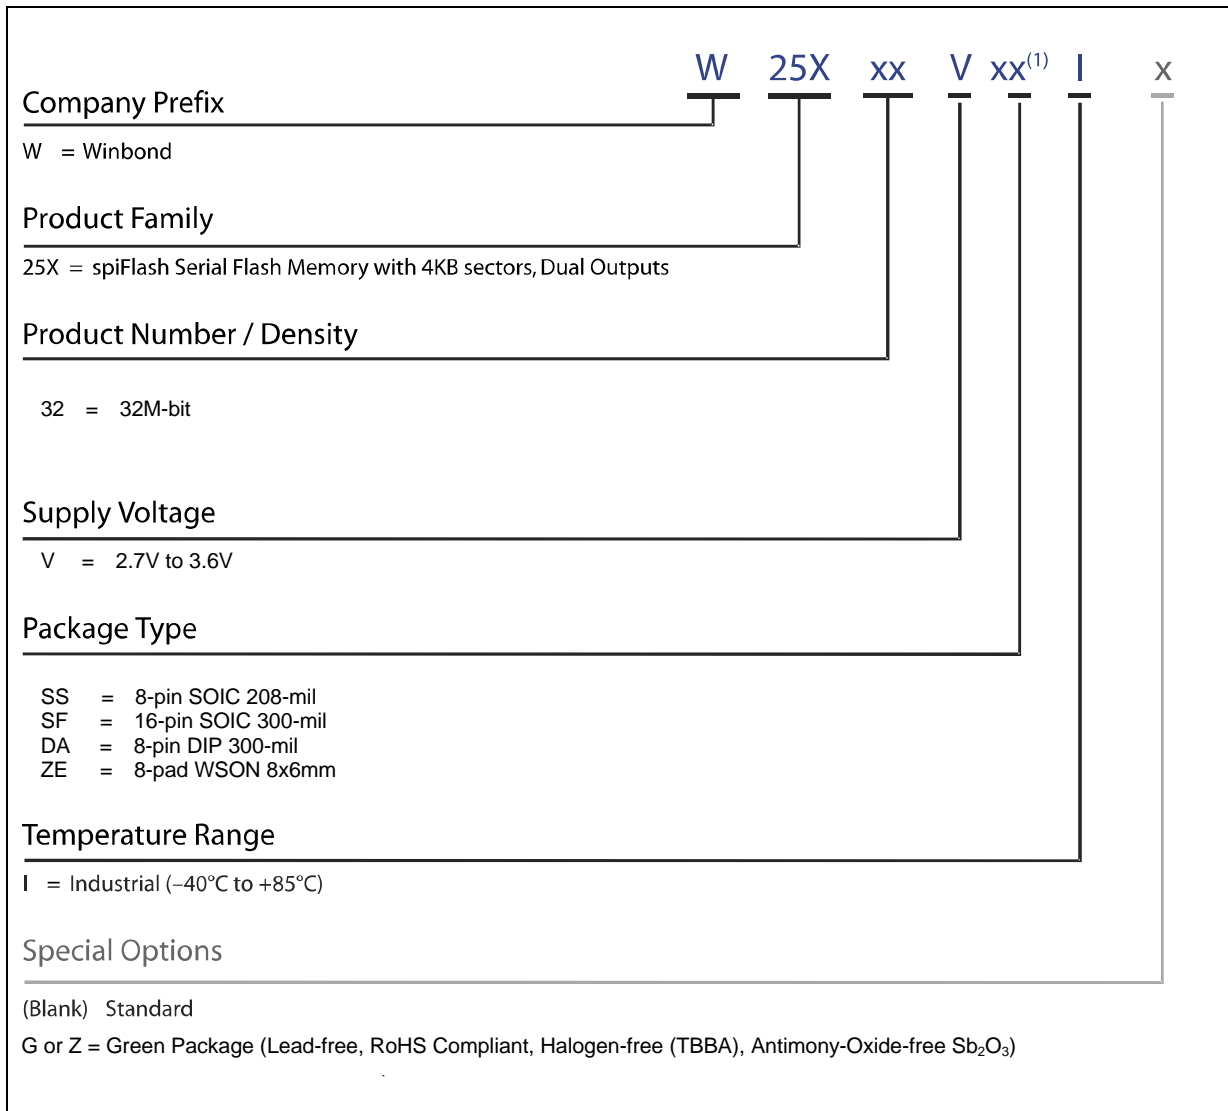 W 25X xx V xx(1) I x
Company Prefix
W = Winbond
Product Family
25X = spiFlash Serial Flash Memory with 4KB sectors, Dual Outputs
Product Number / Density
32 = 32M-bit
Supply Voltage
V = 2.7V to 3.6V
Package Type
SS = 8-pin SOIC 208-mil
SF = 16-pin SOIC 300-mil
DA = 8-pin DIP 300-mil
ZE = 8-pad WSON 8x6mm
Temperature Range
I = Industrial (–40°C to +85°C)
Special Options
(Blank) Standard
G or Z = Green Package (Lead-free, RoHS Compliant, Halogen-free (TBBA), Antimony-Oxide-free Sb₂O₃)